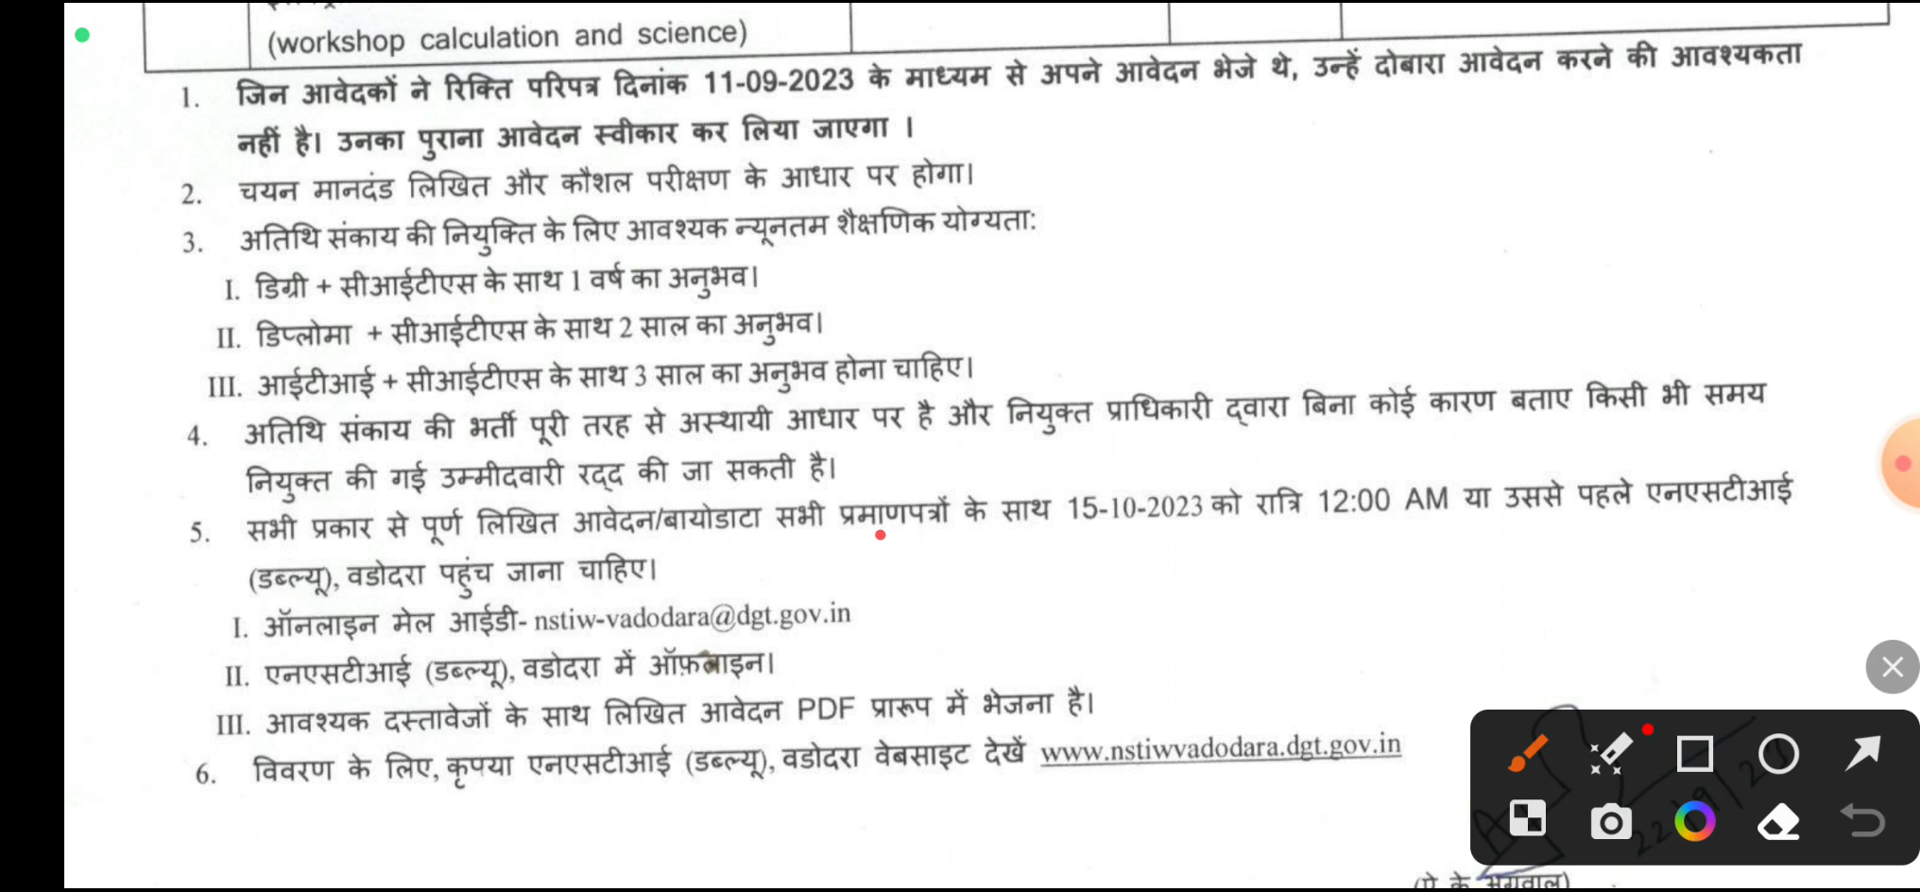 (workshop calculation and science)
1. जिन आवेदकों ने रिक्ति परिपत्र दिनांक 11-09-2023 के माध्यम से अपने आवेदन भेजे थे, उन्हें दोबारा आवेदन करने की आवश्यकता
नहीं है। उनका पुराना आवेदन स्वीकार कर लिया जाएगा ।
2. चयन मानदंड लिखित और कौशल परीक्षण के आधार पर होगा।
3. अतिथि संकाय की नियुक्ति के लिए आवश्यक न्यूनतम शैक्षणिक योग्यता:
I. डिग्री + सीआईटीएस के साथ 1 वर्ष का अनुभव।
II. डिप्लोमा + सीआईटीएस के साथ 2 साल का अनुभव।
III. आईटीआई + सीआईटीएस के साथ 3 साल का अनुभव होना चाहिए।
4. अतिथि संकाय की भर्ती पूरी तरह से अस्थायी आधार पर है और नियुक्त प्राधिकारी द्वारा बिना कोई कारण बताए किसी भी समय
नियुक्त की गई उम्मीदवारी रद्द की जा सकती है।
5. सभी प्रकार से पूर्ण लिखित आवेदन/बायोडाटा सभी प्रमाणपत्रों के साथ 15-10-2023 को रात्रि 12:00 AM या उससे पहले एनएसटीआई
(डब्ल्यू), वडोदरा पहुंच जाना चाहिए।
I. ऑनलाइन मेल आईडी- nstiw-vadodara@dgt.gov.in
II. एनएसटीआई (डब्ल्यू), वडोदरा में ऑफ़लाइन।
III. आवश्यक दस्तावेजों के साथ लिखित आवेदन PDF प्रारूप में भेजना है।
6. विवरण के लिए, कृपया एनएसटीआई (डब्ल्यू), वडोदरा वेबसाइट देखें www.nstiwvadodara.dgt.gov.in
(ऐ के अग्रवाल)